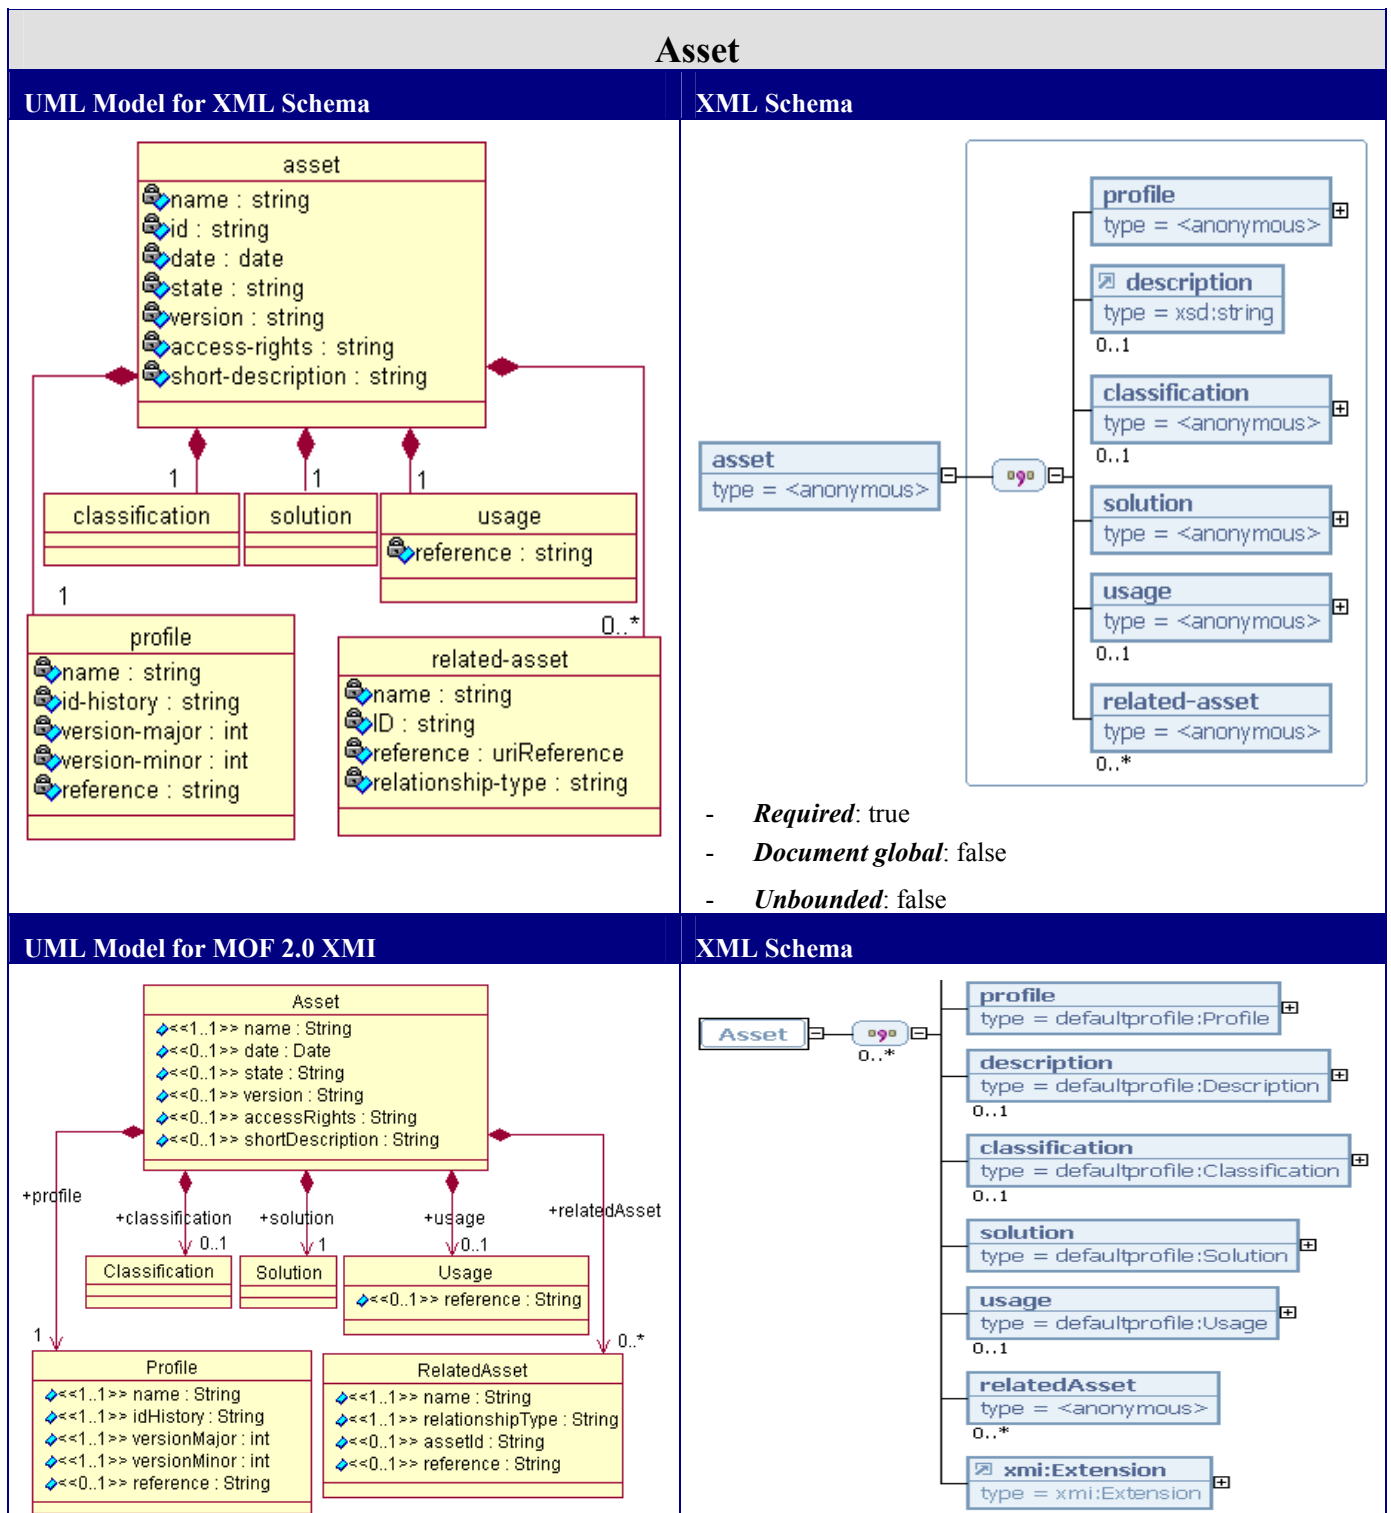 Asset
UML Model for XML Schema
XML Schema
asset
name : string
id : string
date : date
state : string
version : string
access-rights : string
short-description : string
1
1
1
classification
solution
usage
reference : string
1
0..*
profile
name : string
id-history : string
version-major : int
version-minor : int
reference : string
related-asset
name : string
ID : string
reference : uriReference
relationship-type : string
asset
type = <anonymous>
profile
type = <anonymous>
description
type = xsd:string
0..1
classification
type = <anonymous>
0..1
solution
type = <anonymous>
usage
type = <anonymous>
0..1
related-asset
type = <anonymous>
0..*
- Required: true
- Document global: false
- Unbounded: false
UML Model for MOF 2.0 XMI
XML Schema
Asset
<<1..1>> name : String
<<0..1>> date : Date
<<0..1>> state : String
<<0..1>> version : String
<<0..1>> accessRights : String
<<0..1>> shortDescription : String
+profile
+classification
+solution
+usage
+relatedAsset
0..1
1
0..1
Classification
Solution
Usage
<<0..1>> reference : String
1
0..*
Profile
<<1..1>> name : String
<<1..1>> idHistory : String
<<1..1>> versionMajor : int
<<1..1>> versionMinor : int
<<0..1>> reference : String
RelatedAsset
<<1..1>> name : String
<<1..1>> relationshipType : String
<<0..1>> assetId : String
<<0..1>> reference : String
Asset
0..*
profile
type = defaultprofile:Profile
description
type = defaultprofile:Description
0..1
classification
type = defaultprofile:Classification
0..1
solution
type = defaultprofile:Solution
usage
type = defaultprofile:Usage
0..1
relatedAsset
type = <anonymous>
0..*
xmi:Extension
type = xmi:Extension